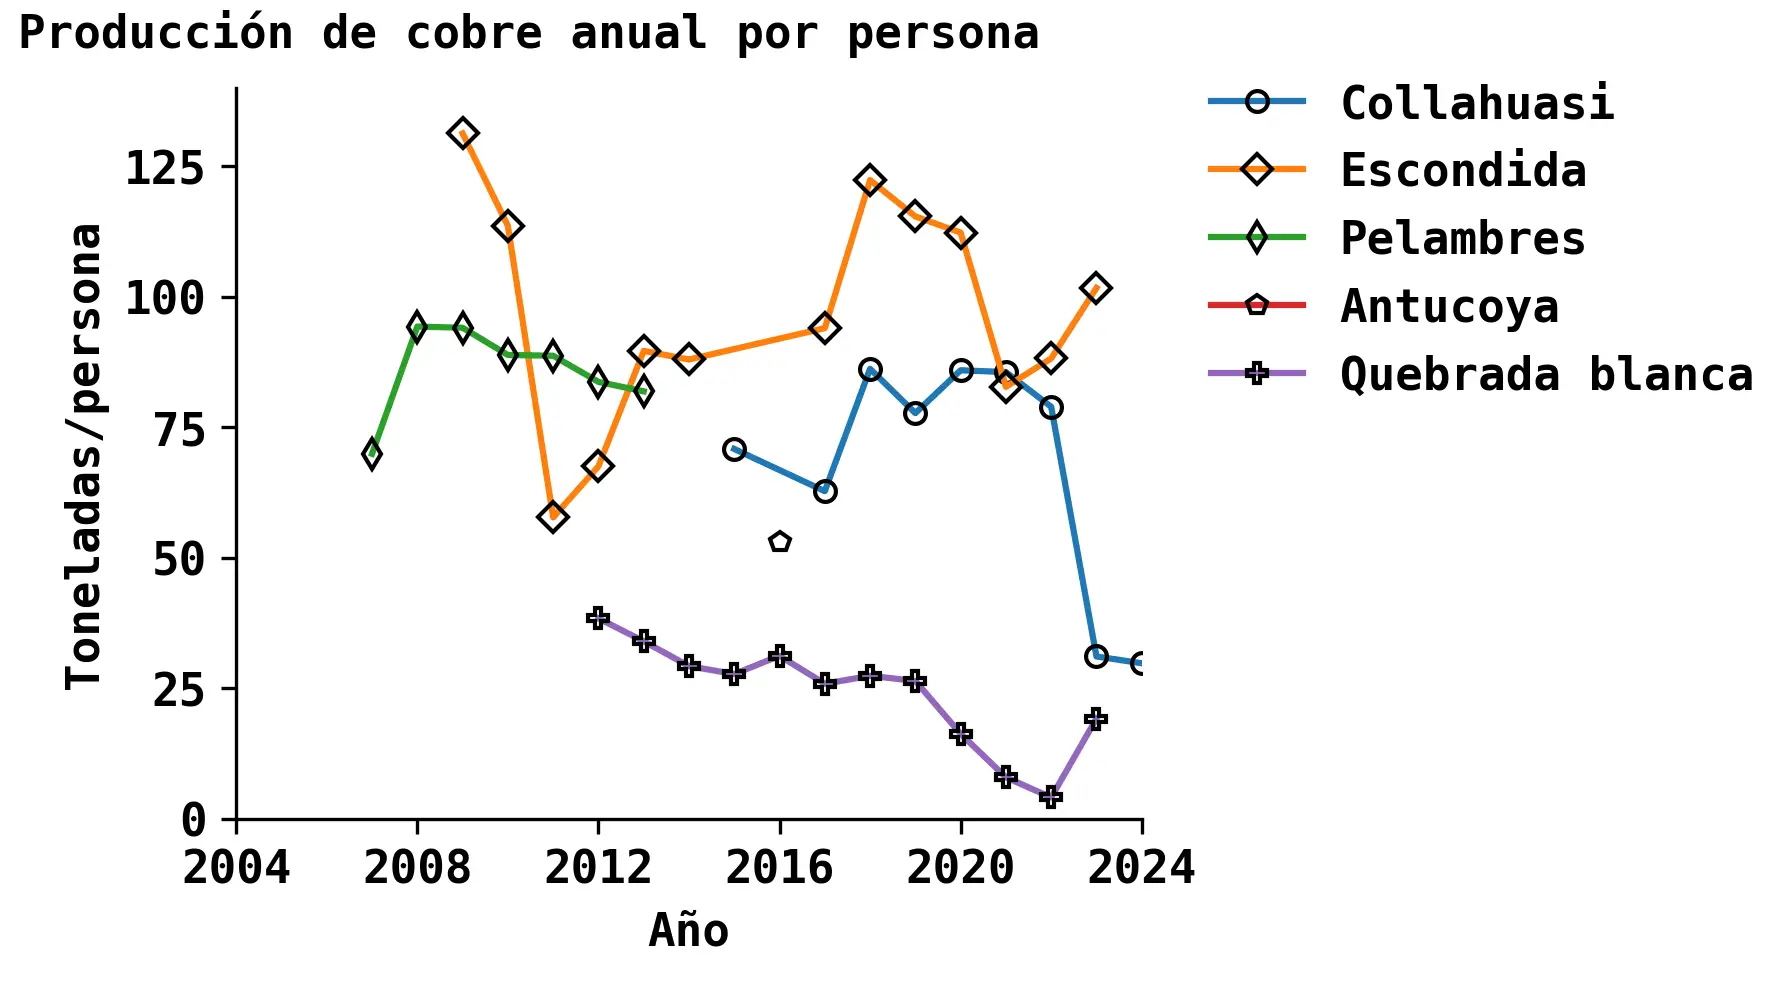 Producción de cobre anual por persona
Collahuasi
Escondida
Pelambres
Antucoya
Quebrada blanca
Toneladas/persona
125
100
75
50
25
0
2004 2008 2012 2016 2020 2024
Año